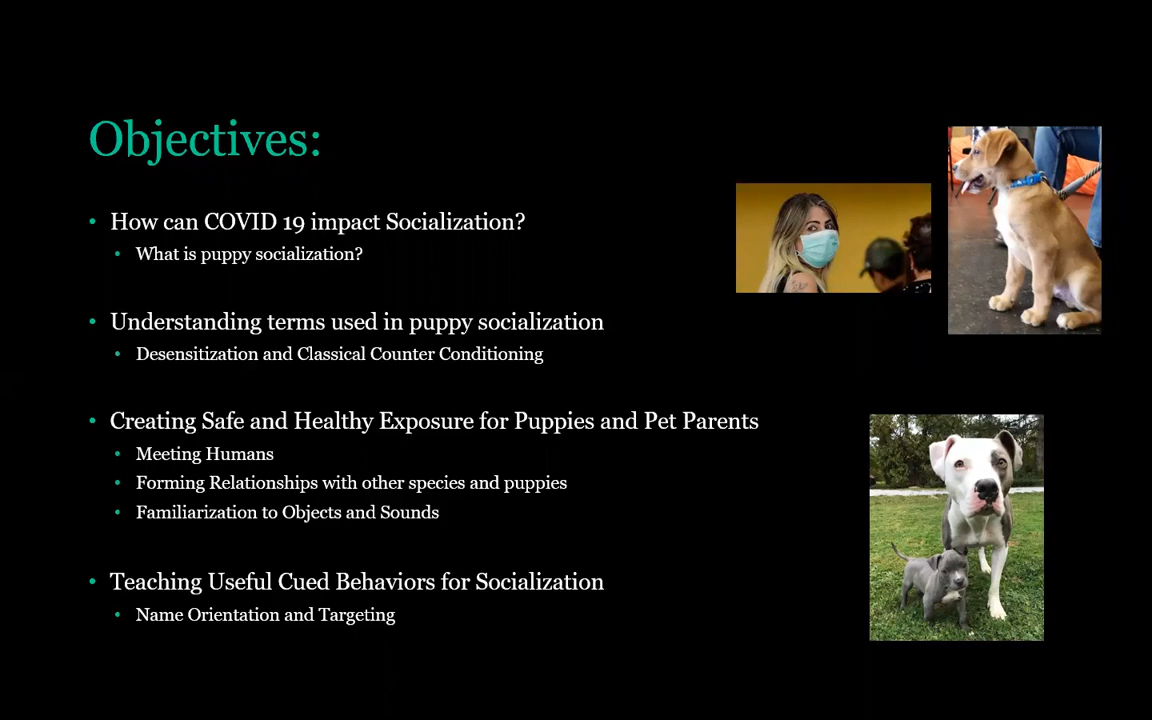 Objectives:
• How can COVID 19 impact Socialization?
• What is puppy socialization?
• Understanding terms used in puppy socialization
• Desensitization and Classical Counter Conditioning
• Creating Safe and Healthy Exposure for Puppies and Pet Parents
• Meeting Humans
• Forming Relationships with other species and puppies
• Familiarization to Objects and Sounds
• Teaching Useful Cued Behaviors for Socialization
• Name Orientation and Targeting